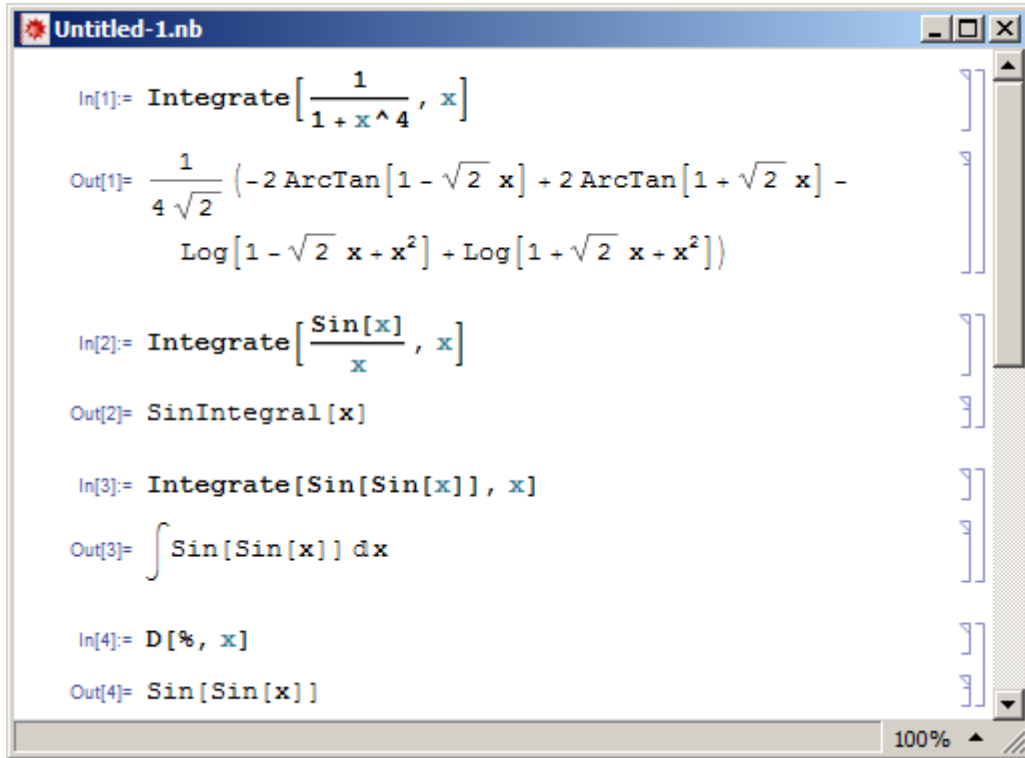 Untitled-1.nb
In[1]:= Integrate[1/(1 + x ^ 4), x]
Out[1]= 1/(4 √2) (-2 ArcTan[1 - √2 x] + 2 ArcTan[1 + √2 x] -
Log[1 - √2 x + x²] + Log[1 + √2 x + x²])
In[2]:= Integrate[Sin[x]/x, x]
Out[2]= SinIntegral[x]
In[3]:= Integrate[Sin[Sin[x]], x]
Out[3]= ∫Sin[Sin[x]] dx
In[4]:= D[%, x]
Out[4]= Sin[Sin[x]]
100%